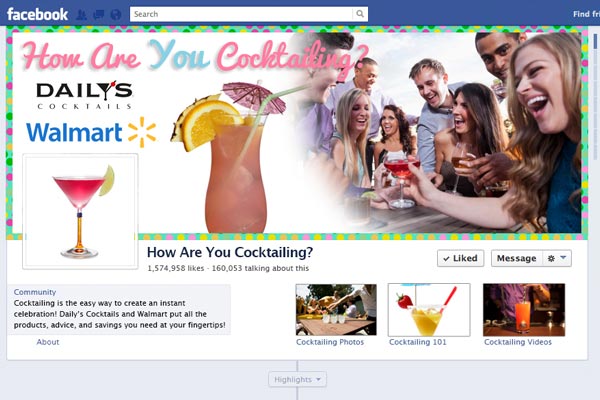 facebook
Search
Find fri
How Are You Cocktailing?
DAILY'S
COCKTAILS
Walmart
How Are You Cocktailing?
1,574,958 likes · 160,053 talking about this
Liked
Message
Community
Cocktailing is the easy way to create an instant
celebration! Daily's Cocktails and Walmart put all the
products, advice, and savings you need at your fingertips!
About
Cocktailing Photos
Cocktailing 101
Cocktailing Videos
Highlights